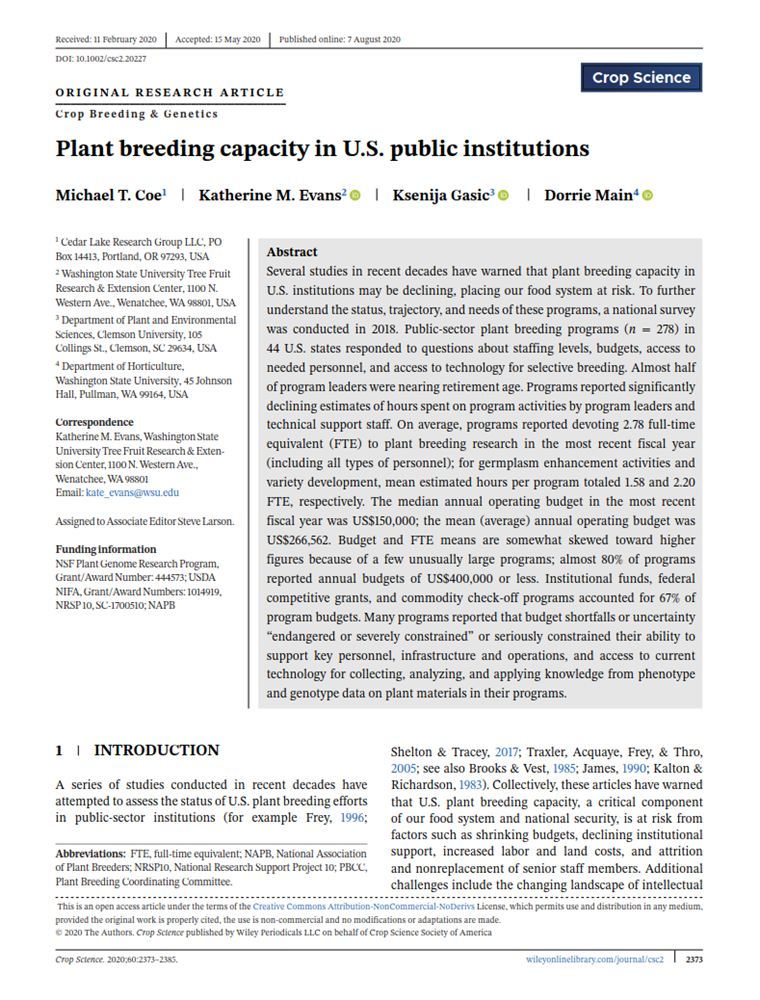 Received: 11 February 2020 | Accepted: 15 May 2020 | Published online: 7 August 2020
DOI: 10.1002/csc2.20227
Crop Science
ORIGINAL RESEARCH ARTICLE
Crop Breeding & Genetics
Plant breeding capacity in U.S. public institutions
Michael T. Coe1 | Katherine M. Evans2 | Ksenija Gasic3 | Dorrie Main4
1 Cedar Lake Research Group LLC, PO
Box 14413, Portland, OR 97293, USA
2 Washington State University Tree Fruit
Research & Extension Center, 1100 N.
Western Ave., Wenatchee, WA 98801, USA
3 Department of Plant and Environmental
Sciences, Clemson University, 105
Collings St., Clemson, SC 29634, USA
4 Department of Horticulture,
Washington State University, 45 Johnson
Hall, Pullman, WA 99164, USA
Correspondence
Katherine M. Evans, Washington State
University Tree Fruit Research & Exten-
sion Center, 1100 N. Western Ave.,
Wenatchee, WA 98801
Email: kate_evans@wsu.edu
Assigned to Associate Editor Steve Larson.
Funding information
NSF Plant Genome Research Program,
Grant/Award Number: 444573; USDA
NIFA, Grant/Award Numbers: 1014919,
NRSP10, SC-1700510; NAPB
Abstract
Several studies in recent decades have warned that plant breeding capacity in
U.S. institutions may be declining, placing our food system at risk. To further
understand the status, trajectory, and needs of these programs, a national survey
was conducted in 2018. Public-sector plant breeding programs (n = 278) in
44 U.S. states responded to questions about staffing levels, budgets, access to
needed personnel, and access to technology for selective breeding. Almost half
of program leaders were nearing retirement age. Programs reported significantly
declining estimates of hours spent on program activities by program leaders and
technical support staff. On average, programs reported devoting 2.78 full-time
equivalent (FTE) to plant breeding research in the most recent fiscal year
(including all types of personnel); for germplasm enhancement activities and
variety development, mean estimated hours per program totaled 1.58 and 2.20
FTE, respectively. The median annual operating budget in the most recent
fiscal year was US$150,000; the mean (average) annual operating budget was
US$266,562. Budget and FTE means are somewhat skewed toward higher
figures because of a few unusually large programs; almost 80% of programs
reported annual budgets of US$400,000 or less. Institutional funds, federal
competitive grants, and commodity check-off programs accounted for 67% of
program budgets. Many programs reported that budget shortfalls or uncertainty
“endangered or severely constrained” or seriously constrained their ability to
support key personnel, infrastructure and operations, and access to current
technology for collecting, analyzing, and applying knowledge from phenotype
and genotype data on plant materials in their programs.
1 | INTRODUCTION
A series of studies conducted in recent decades have
attempted to assess the status of U.S. plant breeding efforts
in public-sector institutions (for example Frey, 1996;
Abbreviations: FTE, full-time equivalent; NAPB, National Association
of Plant Breeders; NRSP10, National Research Support Project 10; PBCC,
Plant Breeding Coordinating Committee.
Shelton & Tracey, 2017; Traxler, Acquaye, Frey, & Thro,
2005; see also Brooks & Vest, 1985; James, 1990; Kalton &
Richardson, 1983). Collectively, these articles have warned
that U.S. plant breeding capacity, a critical component
of our food system and national security, is at risk from
factors such as shrinking budgets, declining institutional
support, increased labor and land costs, and attrition
and nonreplacement of senior staff members. Additional
challenges include the changing landscape of intellectual
This is an open access article under the terms of the Creative Commons Attribution-NonCommercial-NoDerivs License, which permits use and distribution in any medium,
provided the original work is properly cited, the use is non-commercial and no modifications or adaptations are made.
© 2020 The Authors. Crop Science published by Wiley Periodicals LLC on behalf of Crop Science Society of America
Crop Science. 2020;60:2373–2385.
wileyonlinelibrary.com/journal/csc2 | 2373